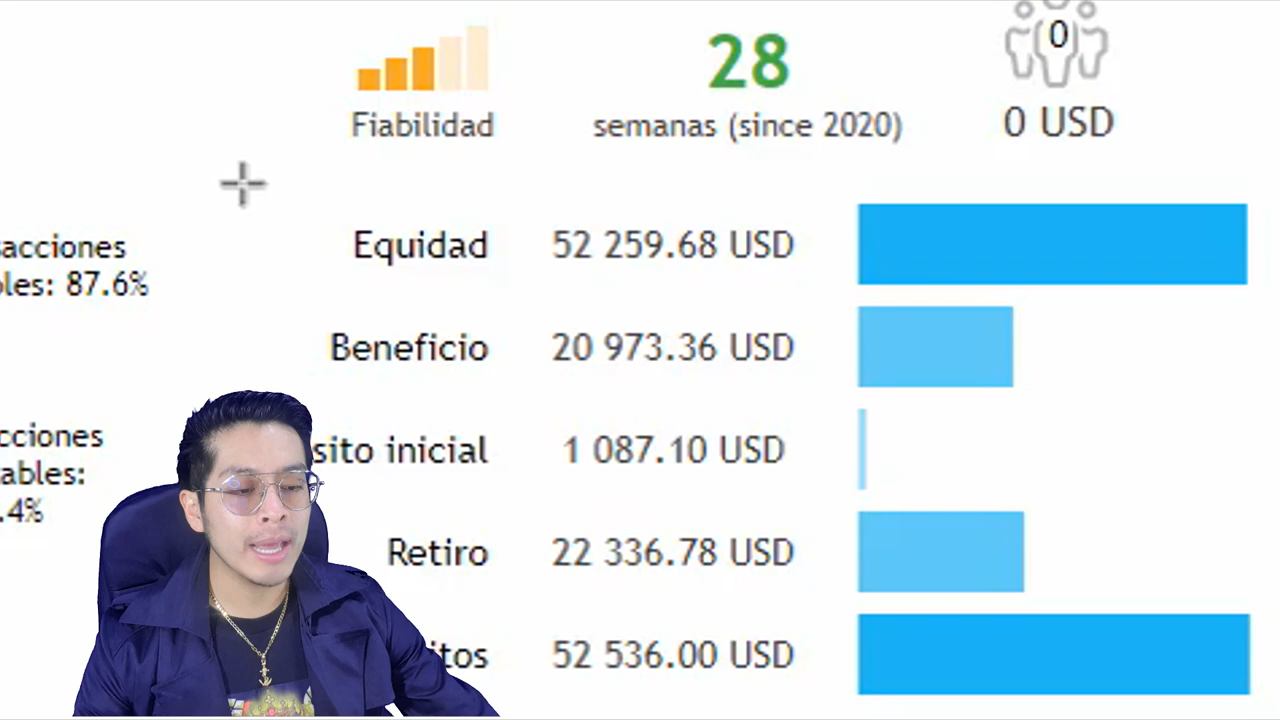 0
28
Fiabilidad
semanas (since 2020)
0 USD
sacciones
bles: 87.6%
Equidad 52 259.68 USD
Beneficio 20 973.36 USD
cciones
ables:
.4%
sito inicial 1 087.10 USD
Retiro 22 336.78 USD
itos 52 536.00 USD